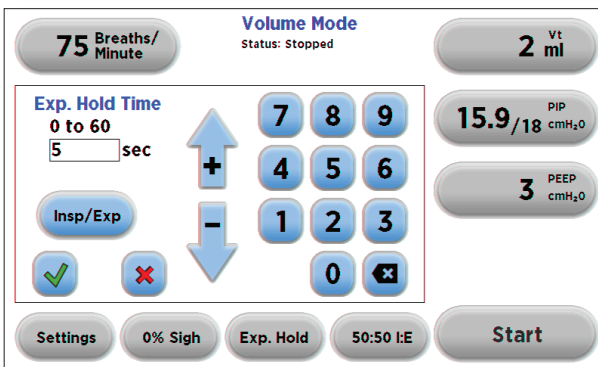 75 Breaths/
Minute
Volume Mode
Status: Stopped
2 Vt
ml
Exp. Hold Time
0 to 60
5 sec
+
-
Insp/Exp
7 8 9
4 5 6
1 2 3
0
15.9/18 PIP
cmH₂O
3 PEEP
cmH₂O
Settings
0% Sigh
Exp. Hold
50:50 I:E
Start